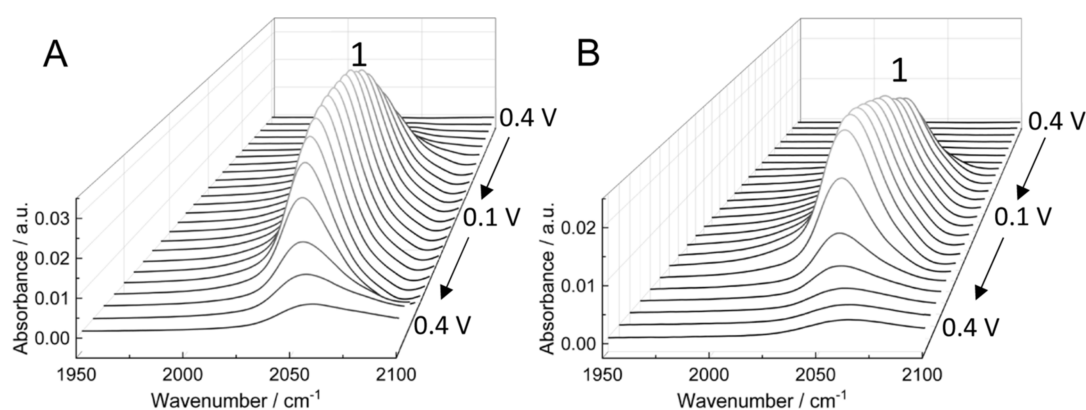 A
1
0.4 V
0.1 V
0.4 V
0.03
0.02
0.01
0.00
Absorbance / a.u.
1950
2000
2050
2100
Wavenumber / cm⁻¹
B
1
0.4 V
0.1 V
0.4 V
0.02
0.01
0.00
Absorbance / a.u.
1950
2000
2050
2100
Wavenumber / cm⁻¹